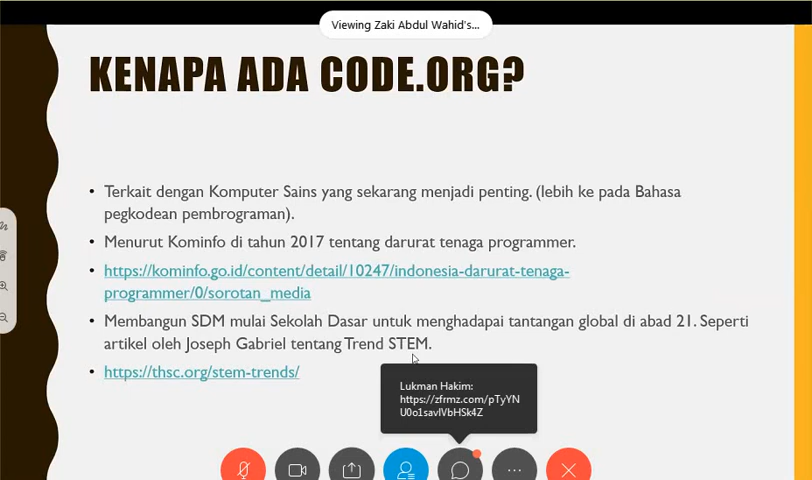 Viewing Zaki Abdul Wahid's...
KENAPA ADA CODE.ORG?
• Terkait dengan Komputer Sains yang sekarang menjadi penting. (lebih ke pada Bahasa
pegkodean pembrograman).
• Menurut Kominfo di tahun 2017 tentang darurat tenaga programmer.
• https://kominfo.go.id/content/detail/10247/indonesia-darurat-tenaga-
programmer/0/sorotan_media
• Membangun SDM mulai Sekolah Dasar untuk menghadapai tantangan global di abad 21. Seperti
artikel oleh Joseph Gabriel tentang Trend STEM.
• https://thsc.org/stem-trends/
Lukman Hakim:
https://zfrmz.com/pTyYN
U0o1savlVbHSk4Z